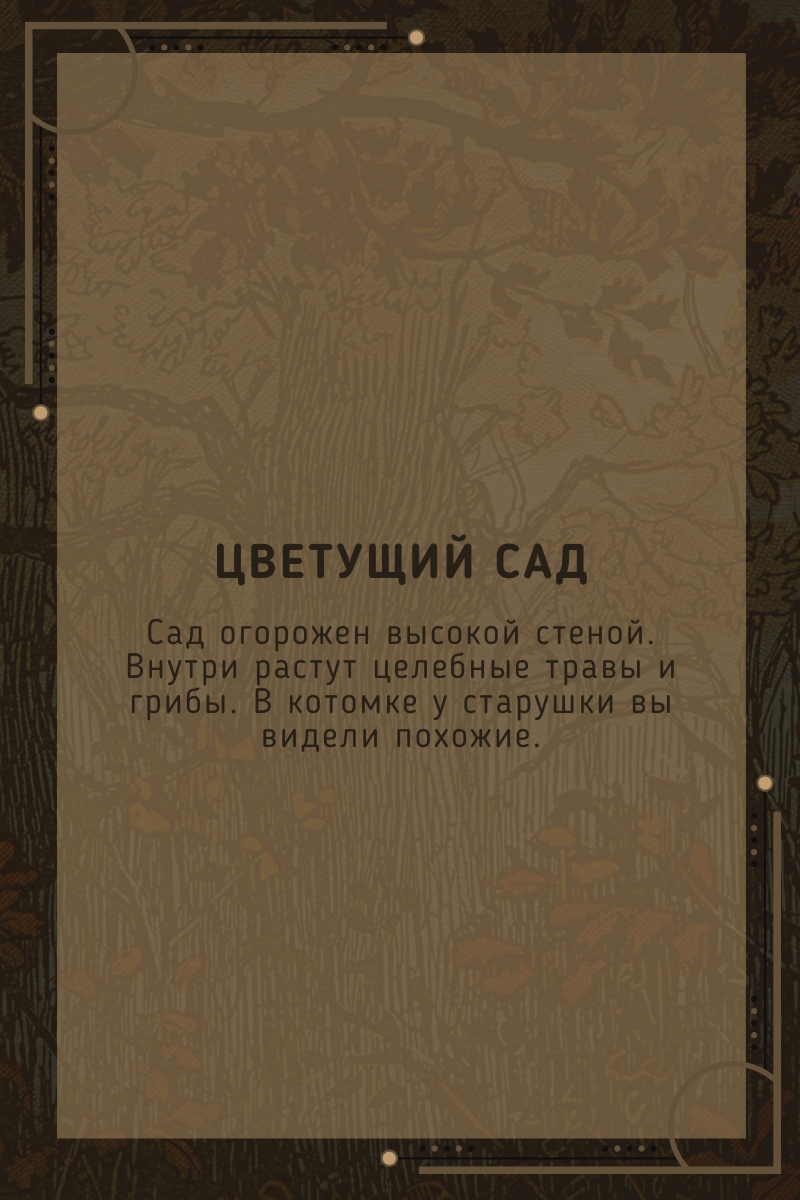 ЦВЕТУЩИЙ САД
Сад огорожен высокой стеной.
Внутри растут целебные травы и
грибы. В котомке у старушки вы
видели похожие.